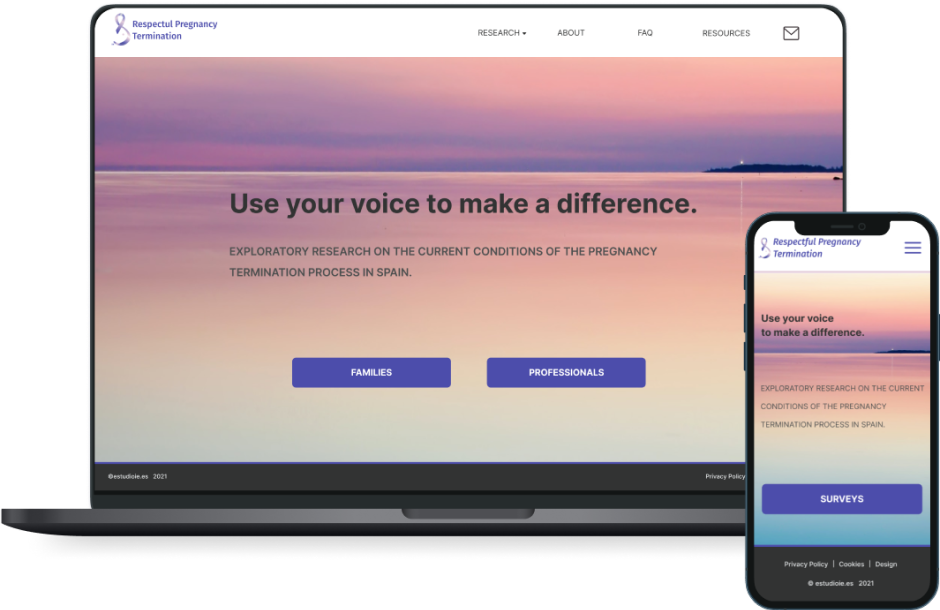 Respectul Pregnancy
Termination
RESEARCH ABOUT FAQ RESOURCES
Use your voice to make a difference.
EXPLORATORY RESEARCH ON THE CURRENT CONDITIONS OF THE PREGNANCY
TERMINATION PROCESS IN SPAIN.
FAMILIES PROFESSIONALS
©estudioie.es 2021 Privacy Policy
Respectful Pregnancy
Termination
Use your voice
to make a difference.
EXPLORATORY RESEARCH ON THE CURRENT
CONDITIONS OF THE PREGNANCY
TERMINATION PROCESS IN SPAIN.
SURVEYS
Privacy Policy | Cookies | Design
© estudioie.es 2021